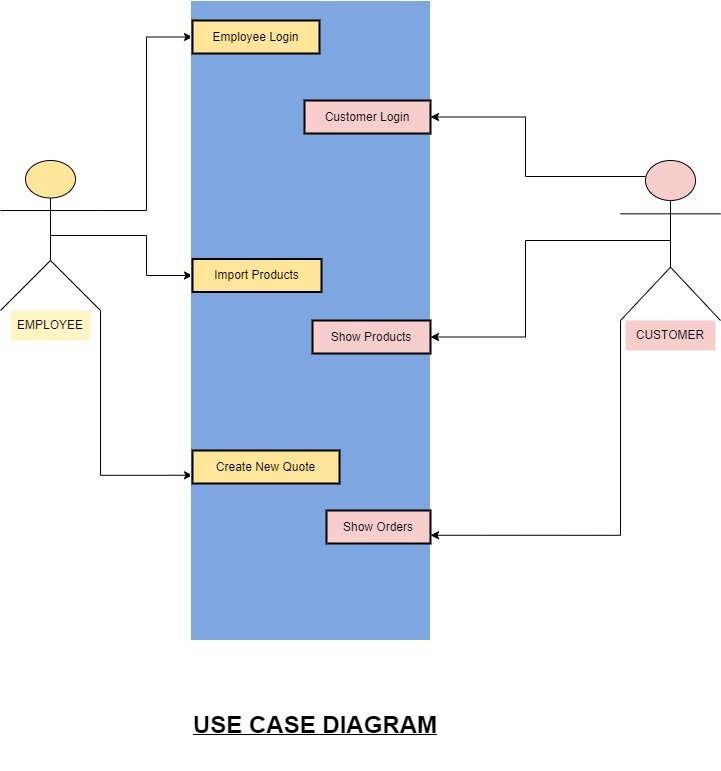 Employee Login
Customer Login
Import Products
EMPLOYEE
Show Products
CUSTOMER
Create New Quote
Show Orders
USE CASE DIAGRAM